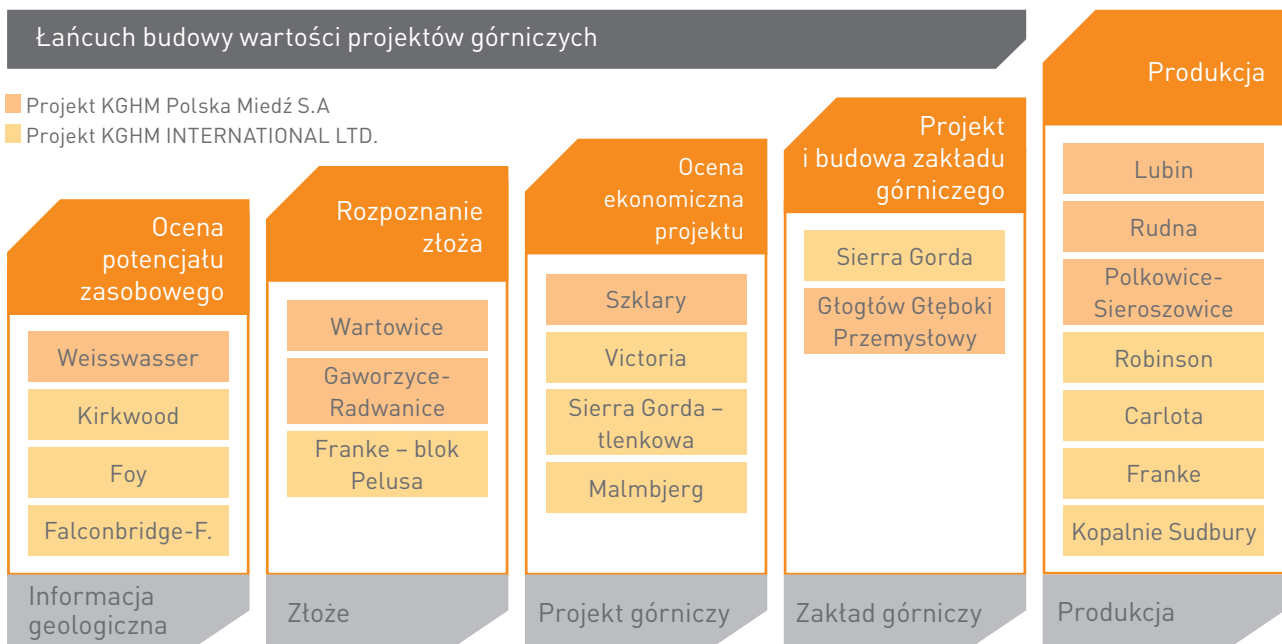 Łańcuch budowy wartości projektów górniczych
Projekt KGHM Polska Miedź S.A
Projekt KGHM INTERNATIONAL LTD.
Ocena
potencjału
zasobowego
Weisswasser
Kirkwood
Foy
Falconbridge-F.
Informacja
geologiczna
Rozpoznanie
złoża
Wartowice
Gaworzyce-
Radwanice
Franke – blok
Pelusa
Złoże
Ocena
ekonomiczna
projektu
Szklary
Victoria
Sierra Gorda –
tlenkowa
Malmbjerg
Projekt górniczy
Projekt
i budowa zakładu
górniczego
Sierra Gorda
Głogłów Głęboki
Przemysłowy
Zakład górniczy
Produkcja
Lubin
Rudna
Polkowice-
Sieroszowice
Robinson
Carlota
Franke
Kopalnie Sudbury
Produkcja